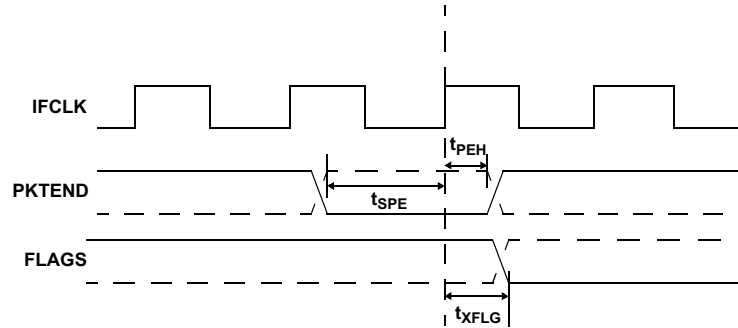 IFCLK
tPEH
PKTEND
tSPE
FLAGS
tXFLG